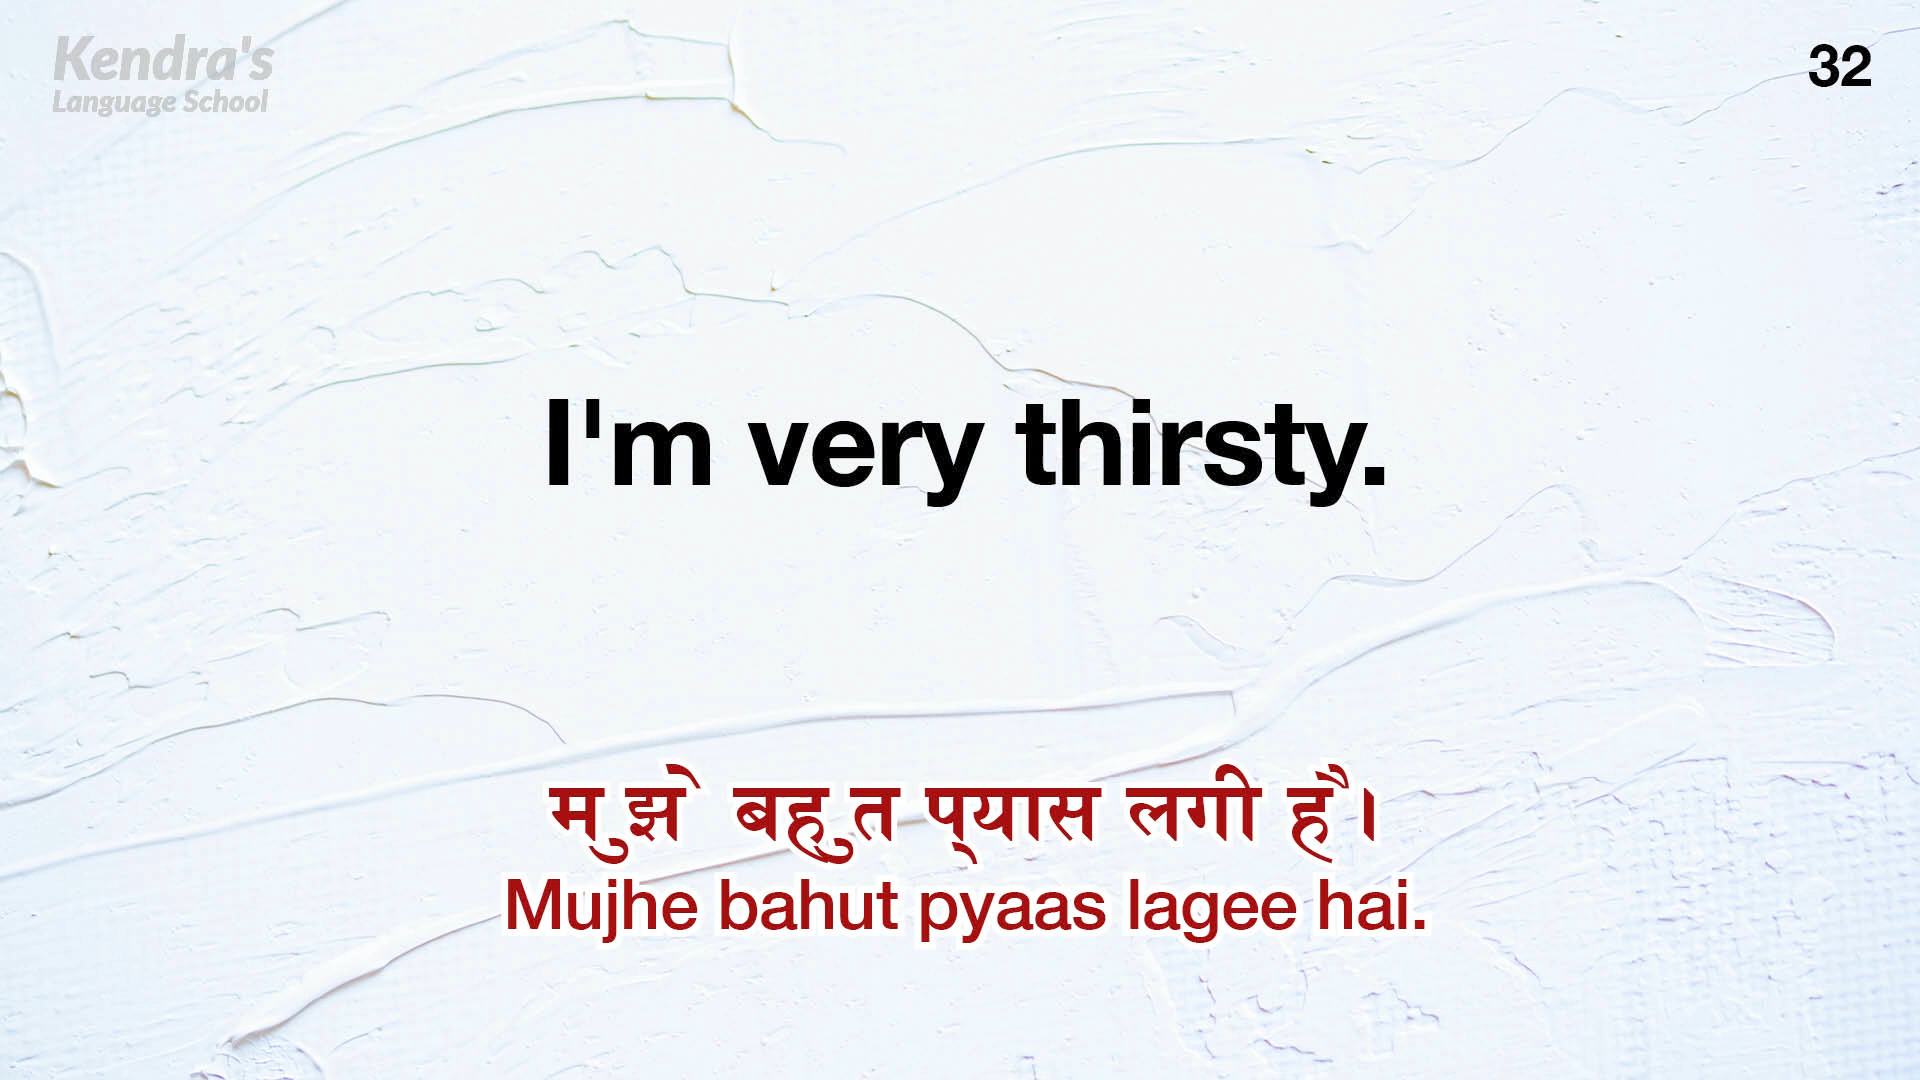 Kendra's
Language School
32
I'm very thirsty.
मुझे बहुत प्यास लगी है।
Mujhe bahut pyaas lagee hai.